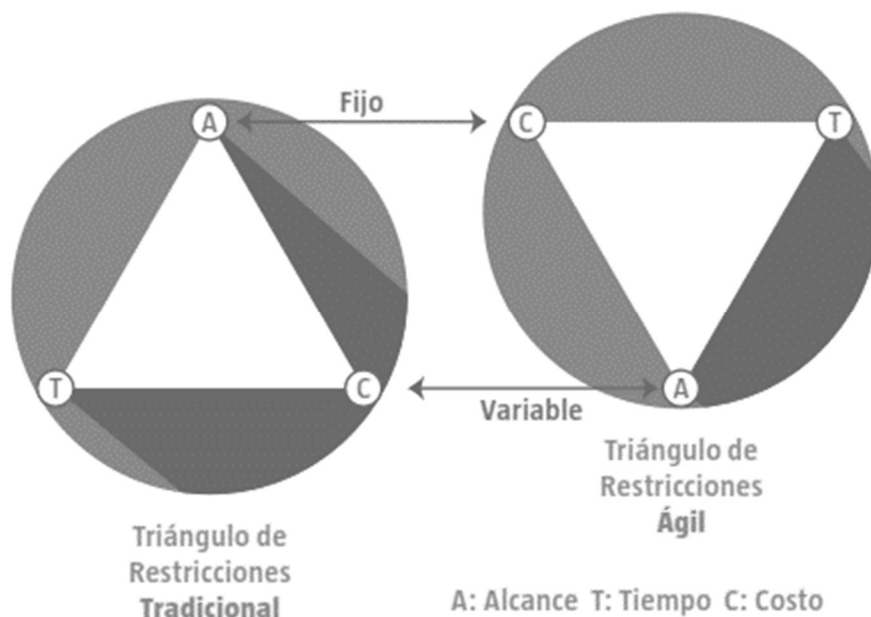 Fijo
A
C
T
T
C
A
Variable
Triángulo de
Restricciones
Ágil
Triángulo de
Restricciones
Tradicional
A: Alcance T: Tiempo C: Costo